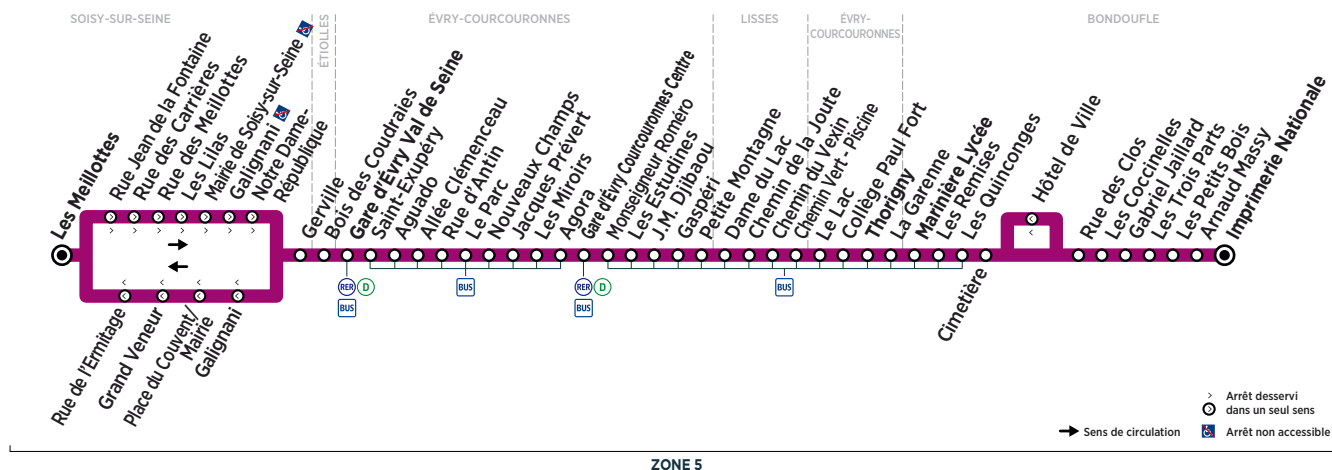 SOISY-SUR-SEINE
ÉTIOLLES
ÉVRY-COURCOURONNES
LISSES
ÉVRY-
COURCOURONNES
BONDOUFLE
Les Meillottes
Rue Jean de la Fontaine
Rue des Carrières
Rue des Meillottes
Les Lilas
Mairie de Soisy-sur-Seine
Galignani
Notre Dame-
République
Gerville
Bois des Coudraies
Gare d'Évry Val de Seine
Saint-Exupéry
Aguado
Allée Clémenceau
Rue d'Antin
Le Parc
Nouveaux Champs
Jacques Prévert
Les Miroirs
Agora
Gare d'Évry Courcouronnes Centre
Monseigneur Roméro
Les Estudines
J.M. Djibaou
Gaspéri
Petite Montagne
Dame du Lac
Chemin de la Joute
Chemin du Vexin
Chemin Vert - Piscine
Le Lac
Collège Paul Fort
Thorigny
La Garenne
Marinière Lycée
Les Remises
Les Quinconges
Cimetière
Hôtel de Ville
Rue des Clos
Les Coccinelles
Gabriel Jaillard
Les Trois Parts
Les Petits Bois
Arnaud Massy
Imprimerie Nationale
RER D
BUS
BUS
RER D
BUS
BUS
Rue de l'Ermitage
Grand Veneur
Place du Couvent/
Mairie
Galignani
Arrêt desservi
dans un seul sens
Sens de circulation
Arrêt non accessible
ZONE 5